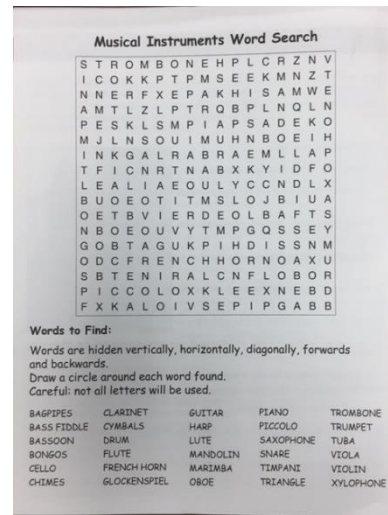 Musical Instruments Word Search
S T R O M B O N E H P L C R Z N V
I C O K K P T P M S E E K M N Z T
N N E R F X E P A K H I S A M W E
A M T L Z L P T R Q B P L N Q L N
P E S K L S M P I A P S A D E K O
M J L N S O U I M U H N B O E I H
I N K G A L R A B R A E M L L A P
T F I C N R T N A B X K Y I D F O
L E A L I A E O U L Y C C N D L X
B U O E O T I T M S L O J B I U A
O E T B V I E R D E O L B A F T S
N B O E O U V Y T M P G Q S S E Y
G O B T A G U K P I H D I S S N M
O D C F R E N C H H O R N O A X U
S B T E N I R A L C N F L O B O R
P I C C O L O X K L E E X N E B D
F X K A L O I V S E P I P G A B B
Words to Find:
Words are hidden vertically, horizontally, diagonally, forwards
and backwards.
Draw a circle around each word found.
Careful: not all letters will be used.
BAGPIPES CLARINET GUITAR PIANO TROMBONE
BASS FIDDLE CYMBALS HARP PICCOLO TRUMPET
BASSOON DRUM LUTE SAXOPHONE TUBA
BONGOS FLUTE MANDOLIN SNARE VIOLA
CELLO FRENCH HORN MARIMBA TIMPANI VIOLIN
CHIMES GLOCKENSPIEL OBOE TRIANGLE XYLOPHONE